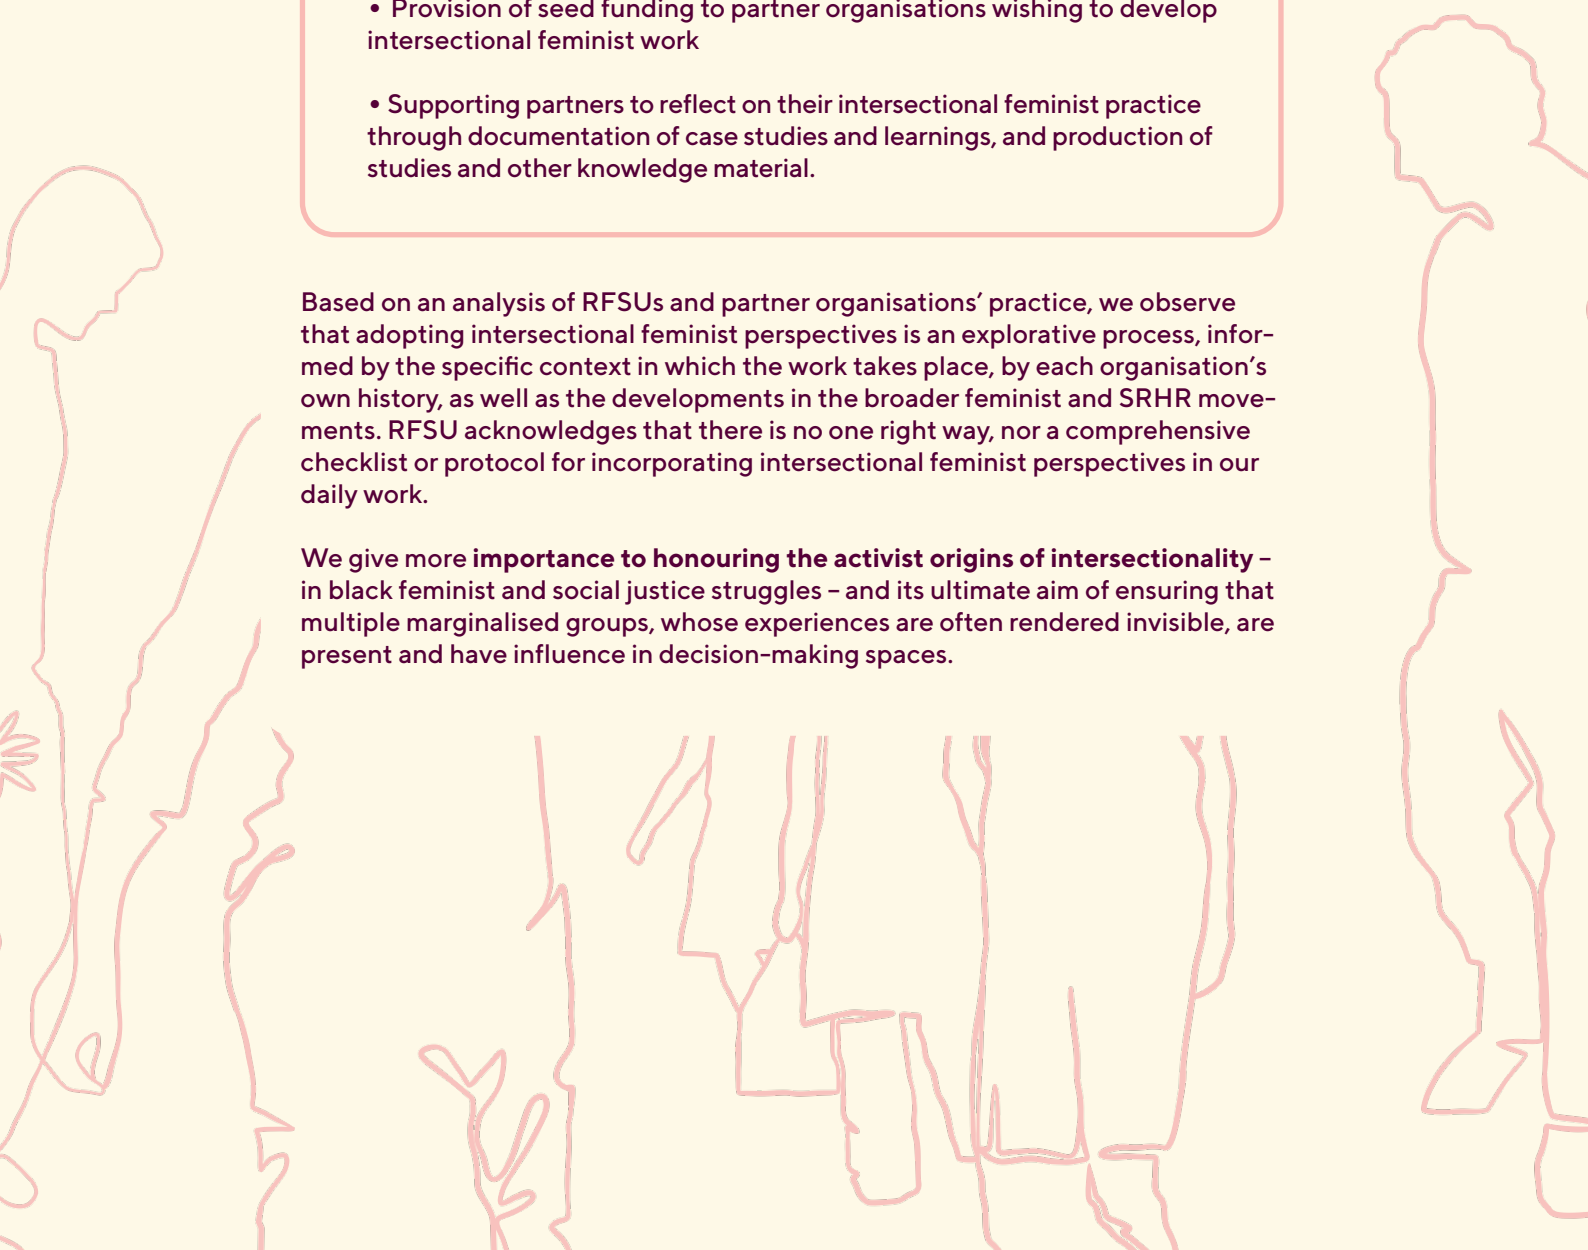 • Provision of seed funding to partner organisations wishing to develop
intersectional feminist work
• Supporting partners to reflect on their intersectional feminist practice
through documentation of case studies and learnings, and production of
studies and other knowledge material.
Based on an analysis of RFSUs and partner organisations’ practice, we observe
that adopting intersectional feminist perspectives is an explorative process, infor-
med by the specific context in which the work takes place, by each organisation’s
own history, as well as the developments in the broader feminist and SRHR move-
ments. RFSU acknowledges that there is no one right way, nor a comprehensive
checklist or protocol for incorporating intersectional feminist perspectives in our
daily work.
We give more importance to honouring the activist origins of intersectionality –
in black feminist and social justice struggles – and its ultimate aim of ensuring that
multiple marginalised groups, whose experiences are often rendered invisible, are
present and have influence in decision-making spaces.